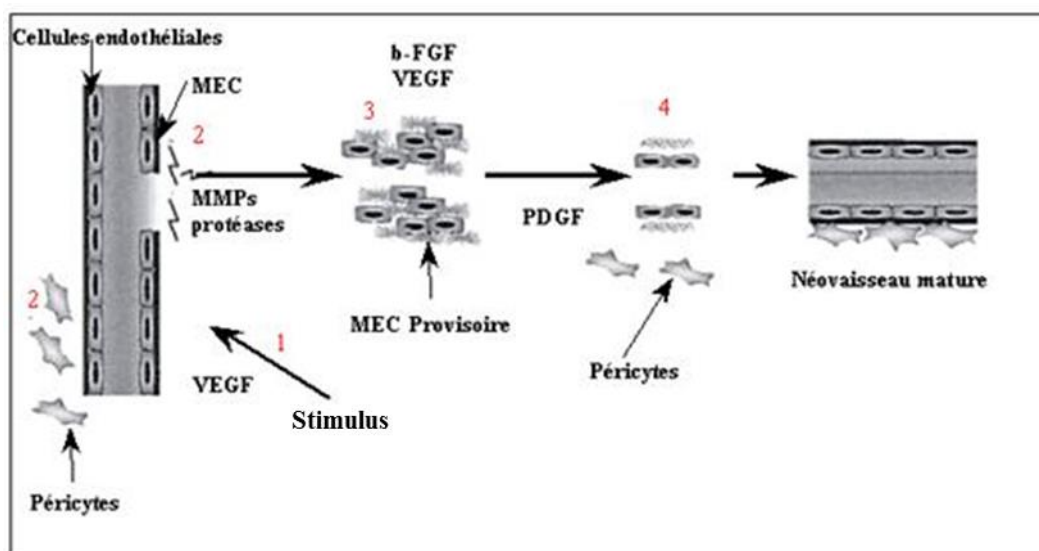 Cellules endothéliales
MEC
2
MMPs
protéases
2
Péricytes
VEGF
1
Stimulus
b-FGF
VEGF
3
MEC Provisoire
PDGF
4
Péricytes
Néovaisseau mature